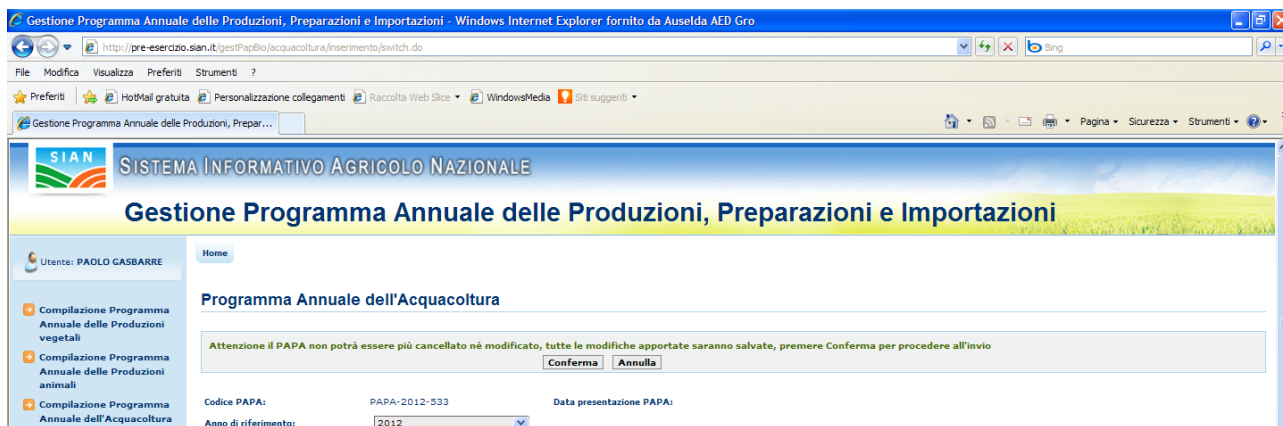 Gestione Programma Annuale delle Produzioni, Preparazioni e Importazioni - Windows Internet Explorer fornito da Auselda AED Gro
http://pre-esercizio.sian.it/gestPapBio/acquacoltura/inserimento/switch.do
Bing
File Modifica Visualizza Preferiti Strumenti ?
Preferiti HotMail gratuita Personalizzazione collegamenti Raccolta Web Slice WindowsMedia Siti suggeriti
Gestione Programma Annuale delle Produzioni, Prepar...
Pagina Sicurezza Strumenti
SIAN
SISTEMA INFORMATIVO AGRICOLO NAZIONALE
Gestione Programma Annuale delle Produzioni, Preparazioni e Importazioni
Utente: PAOLO GASBARRE
Home
Compilazione Programma
Annuale delle Produzioni
vegetali
Compilazione Programma
Annuale delle Produzioni
animali
Compilazione Programma
Annuale dell'Acquacoltura
Programma Annuale dell'Acquacoltura
Attenzione il PAPA non potrà essere più cancellato né modificato, tutte le modifiche apportate saranno salvate, premere Conferma per procedere all'invio
Conferma Annulla
Codice PAPA: PAPA-2012-533 Data presentazione PAPA:
Anno di riferimento: 2012